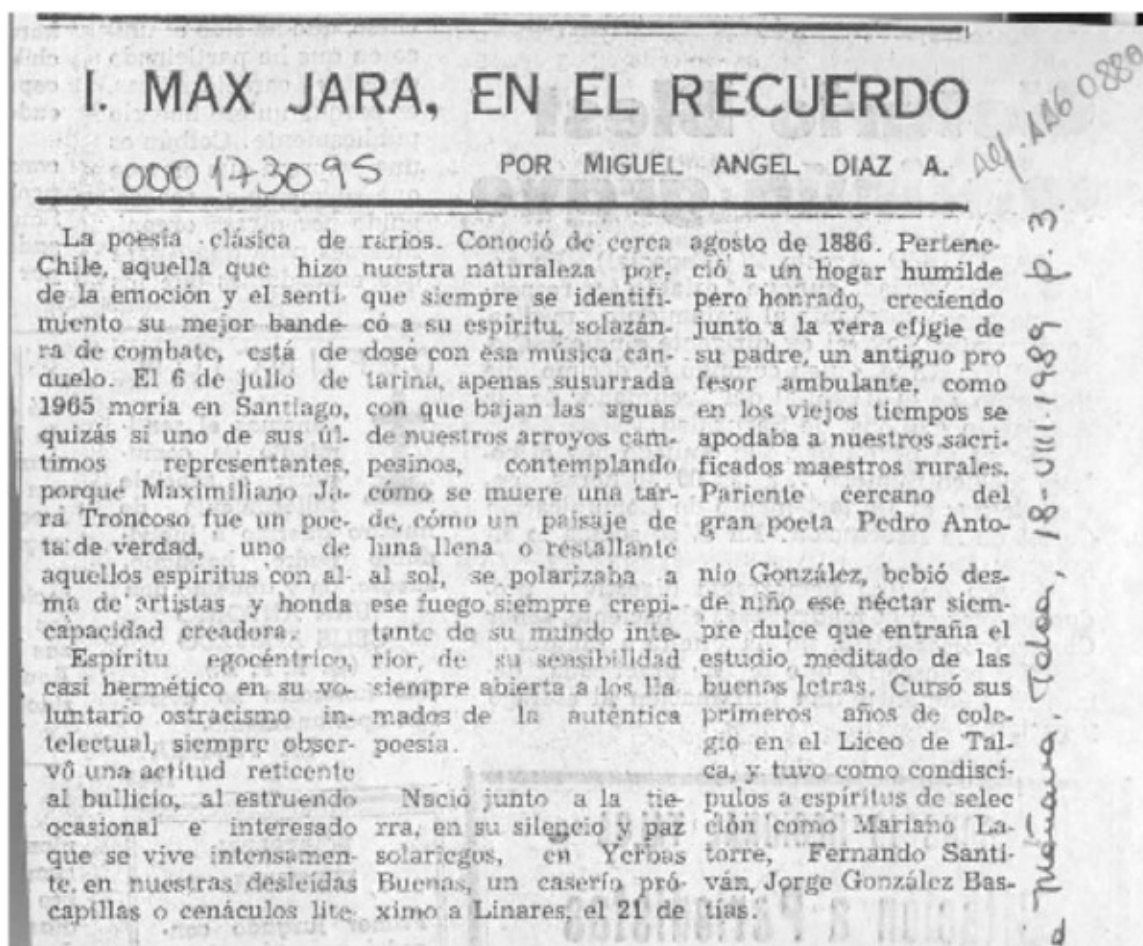 I. MAX JARA, EN EL RECUERDO
000173095
POR MIGUEL ANGEL DIAZ A.
La poesía clásica de
Chile, aquella que hizo
de la emoción y el senti-
miento su mejor bande-
ra de combate, está de
duelo. El 6 de julio de
1965 moría en Santiago,
quizás si uno de sus úl-
timos representantes,
porque Maximiliano Ja-
ra Troncoso fue un poe-
ta de verdad, uno de
aquellos espíritus con al-
ma de artistas y honda
capacidad creadora.
Espíritu egocéntrico,
casi hermético en su vo-
luntario ostracismo in-
telectual, siempre obser-
vó una actitud reticente
al bullicio, al estruendo
ocasional e interesado
que se vive intensamen-
te, en nuestras desleídas
capillas o cenáculos lite-
rarios. Conoció de cerca
nuestra naturaleza por-
que siempre se identifi-
có a su espíritu, solazán-
dose con esa música can-
tarina, apenas susurrada
con que bajan las aguas
de nuestros arroyos cam-
pesinos, contemplando
cómo se muere una tar-
de, cómo un paisaje de
luna llena o restallante
al sol, se polarizaba a
ese fuego siempre crepi-
tante de su mundo inte-
rior, de su sensibilidad
siempre abierta a los lla-
mados de la auténtica
poesía.
Nació junto a la tie-
rra, en su silencio y paz
solariegos, en Yerbas
Buenas, un caserío pró-
ximo a Linares, el 21 de
agosto de 1886. Pertene-
ció a un hogar humilde
pero honrado, creciendo
junto a la vera efigie de
su padre, un antiguo pro
fesor ambulante, como
en los viejos tiempos se
apodaba a nuestros sacri-
ficados maestros rurales.
Pariente cercano del
gran poeta Pedro Anto-
nio González, bebió des-
de niño ese néctar siem-
pre dulce que entraña el
estudio meditado de las
buenas letras. Cursó sus
primeros años de cole-
gio en el Liceo de Tal-
ca, y tuvo como condiscí-
pulos a espíritus de selec
ción como Mariano La-
torre, Fernando Santi-
ván, Jorge González Bas-
tías.
mañana, Talca, 18-VIII-1989 p. 3.